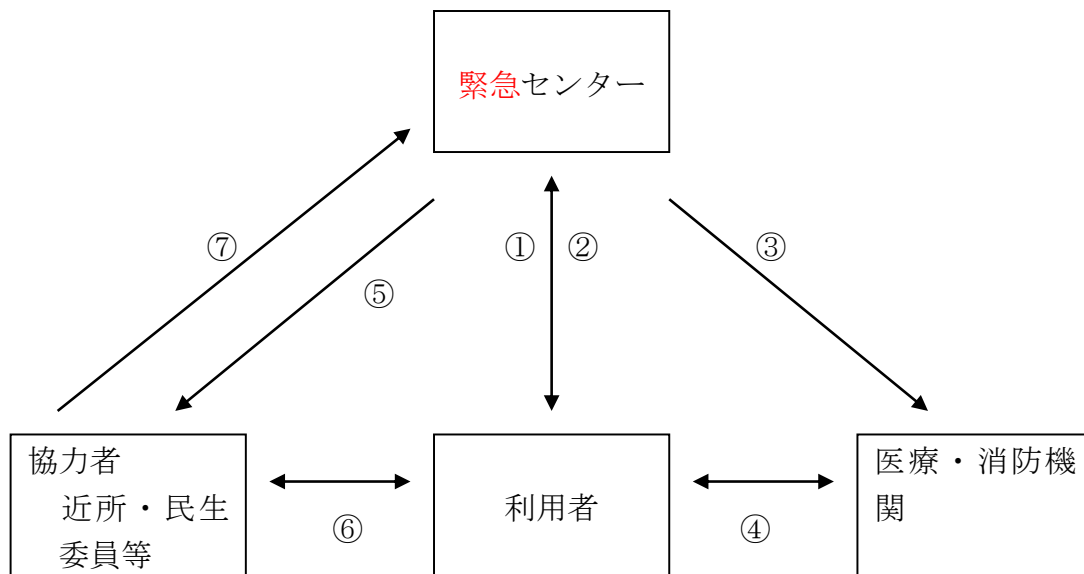 緊急センター
⑦
①
②
③
⑤
協力者
近所・民生
委員等
利用者
医療・消防機
関
⑥
④